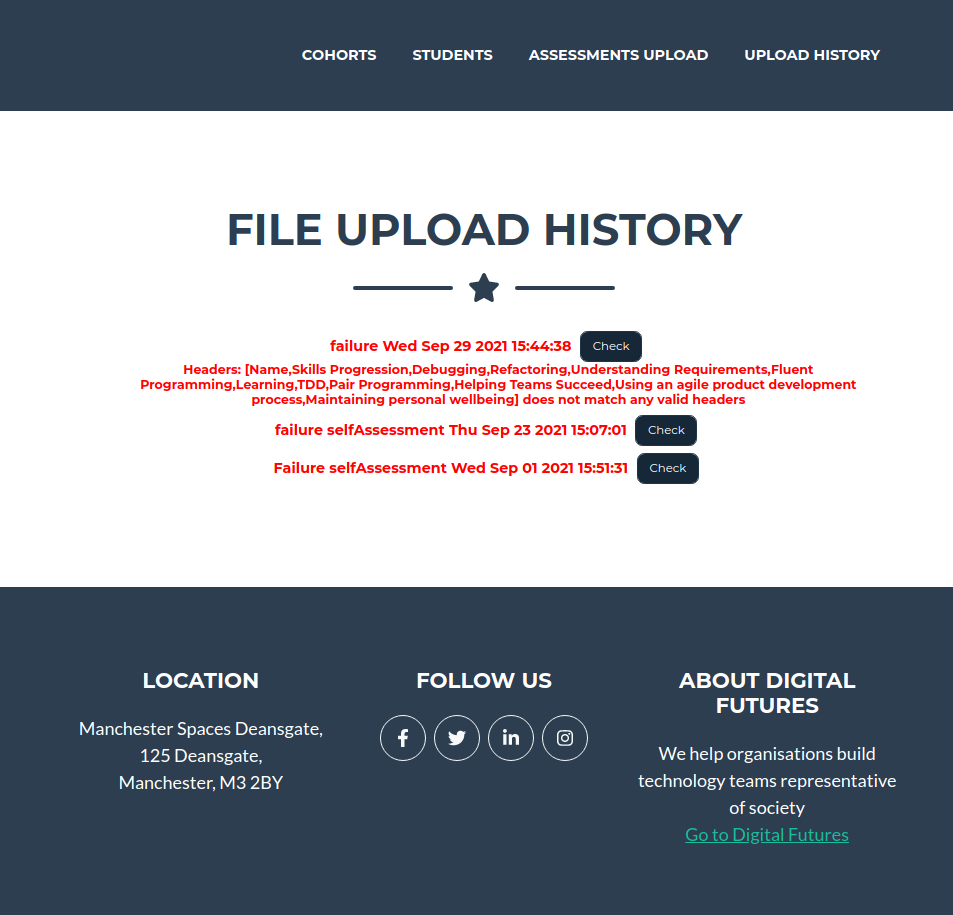 COHORTS STUDENTS ASSESSMENTS UPLOAD UPLOAD HISTORY
FILE UPLOAD HISTORY
failure Wed Sep 29 2021 15:44:38 Check
Headers: [Name,Skills Progression,Debugging,Refactoring,Understanding Requirements,Fluent
Programming,Learning,TDD,Pair Programming,Helping Teams Succeed,Using an agile product development
process,Maintaining personal wellbeing] does not match any valid headers
failure selfAssessment Thu Sep 23 2021 15:07:01 Check
Failure selfAssessment Wed Sep 01 2021 15:51:31 Check
LOCATION
Manchester Spaces Deansgate,
125 Deansgate,
Manchester, M3 2BY
FOLLOW US
ABOUT DIGITAL
FUTURES
We help organisations build
technology teams representative
of society
Go to Digital Futures